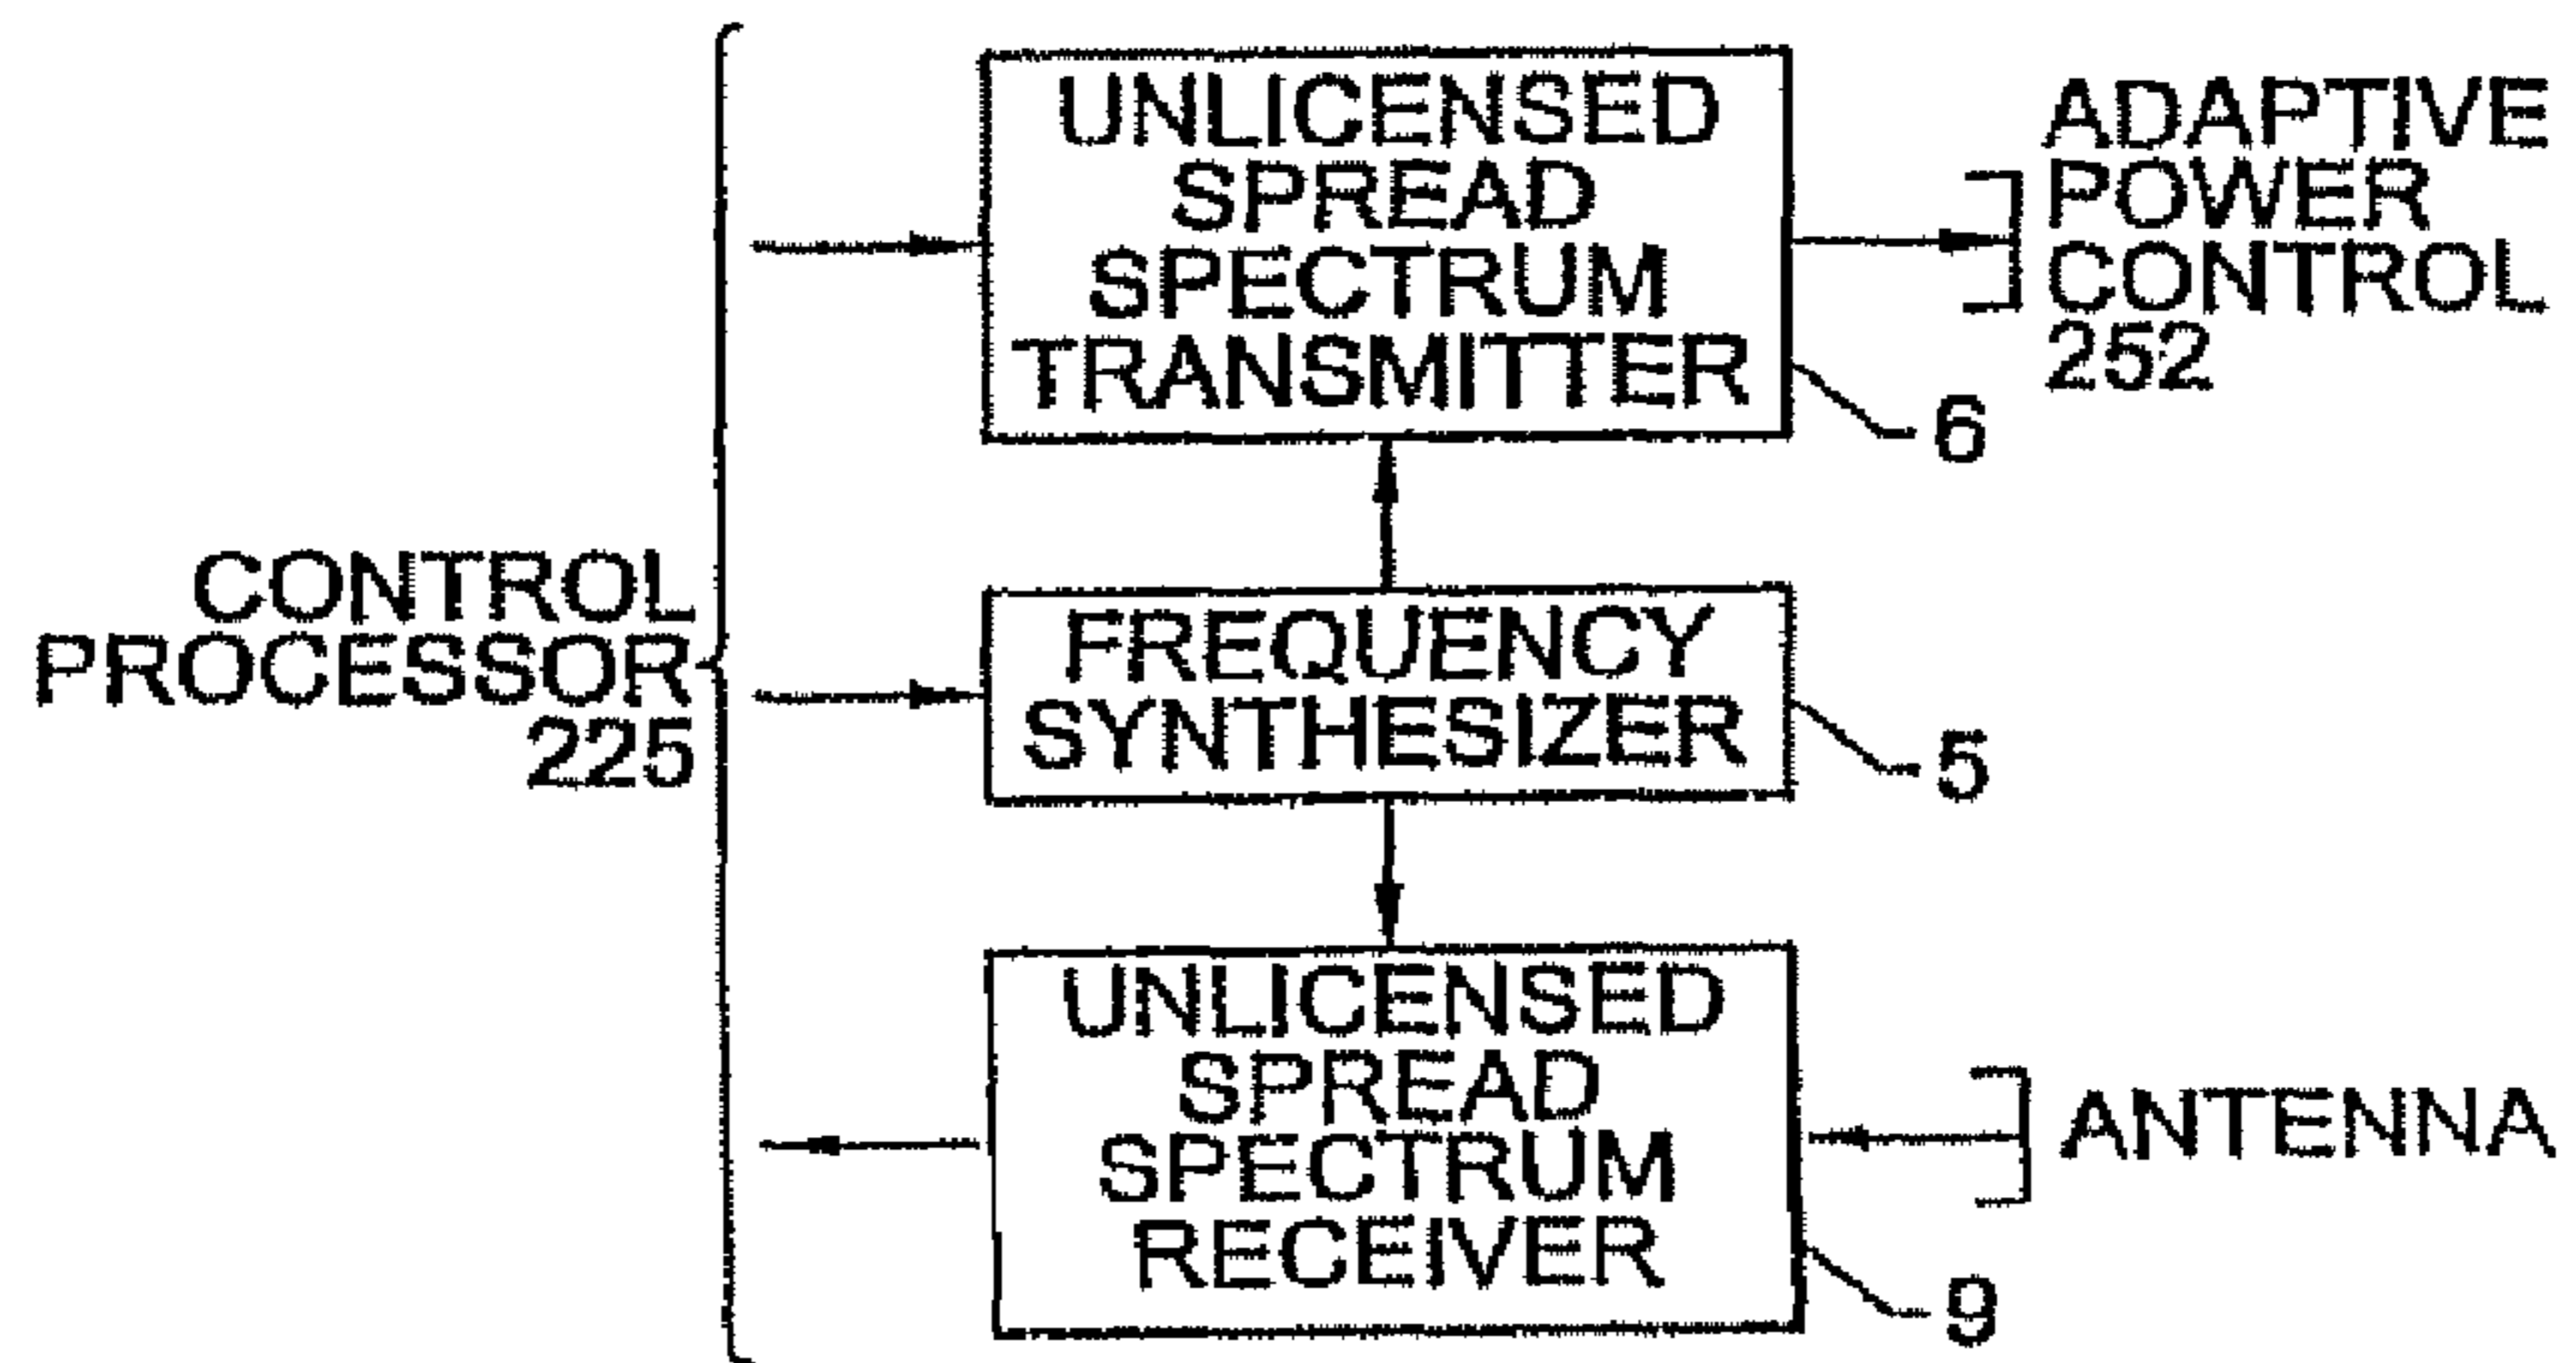 CONTROL
PROCESSOR
225
UNLICENSED
SPREAD
SPECTRUM
TRANSMITTER
6
ADAPTIVE
POWER
CONTROL
252
FREQUENCY
SYNTHESIZER
5
UNLICENSED
SPREAD
SPECTRUM
RECEIVER
9
ANTENNA